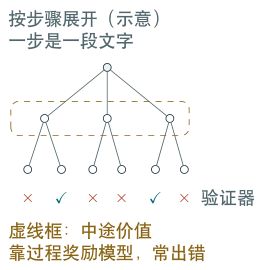 按步骤展开（示意）
一步是一段文字
× ✓ × × ✓ × 验证器
虚线框：中途价值
靠过程奖励模型，常出错